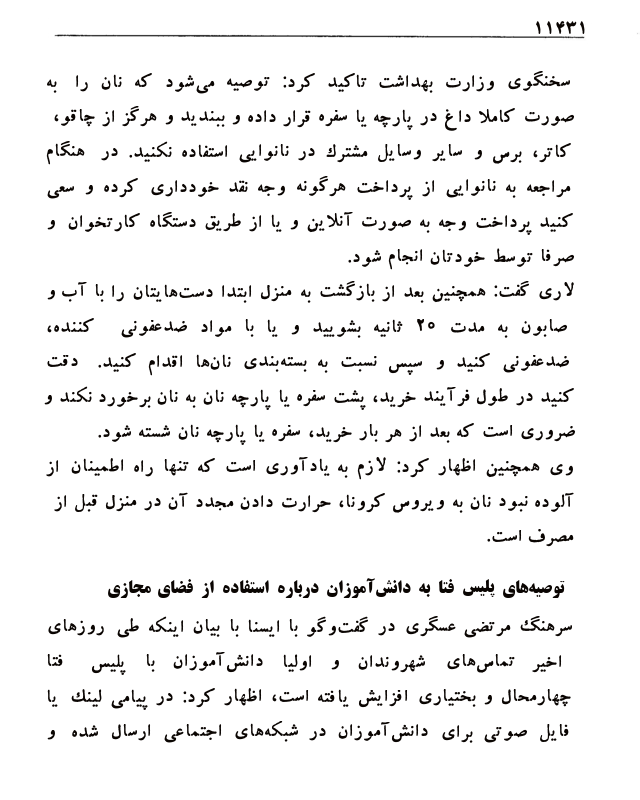 ۱۱۴۳۱
سخنگوی وزارت بهداشت تاکید کرد: توصیه می‌شود که نان را به
صورت کاملا داغ در پارچه یا سفره قرار داده و ببندید و هرگز از چاقو،
کاتر، برس و سایر وسایل مشترك در نانوایی استفاده نکنید. در هنگام
مراجعه به نانوایی از پرداخت هرگونه وجه نقد خودداری کرده و سعی
کنید پرداخت وجه به صورت آنلاین و یا از طریق دستگاه کارتخوان و
صرفا توسط خودتان انجام شود.
لاری گفت: همچنین بعد از بازگشت به منزل ابتدا دست‌هایتان را با آب و
صابون به مدت ۲۰ ثانیه بشویید و یا با مواد ضدعفونی کننده،
ضدعفونی کنید و سپس نسبت به بسته‌بندی نان‌ها اقدام کنید. دقت
کنید در طول فرآیند خرید، پشت سفره یا پارچه نان به نان برخورد نکند و
ضروری است که بعد از هر بار خرید، سفره یا پارچه نان شسته شود.
وی همچنین اظهار کرد: لازم به یادآوری است که تنها راه اطمینان از
آلوده نبود نان به ویروس کرونا، حرارت دادن مجدد آن در منزل قبل از
مصرف است.
توصیه‌های پلیس فتا به دانش‌آموزان درباره استفاده از فضای مجازی
سرهنگ مرتضی عسگری در گفت‌وگو با ایسنا با بیان اینکه طی روزهای
اخیر تماس‌های شهروندان و اولیا دانش‌آموزان با پلیس فتا
چهارمحال و بختیاری افزایش یافته است، اظهار کرد: در پیامی لینك یا
فایل صوتی برای دانش‌آموزان در شبکه‌های اجتماعی ارسال شده و